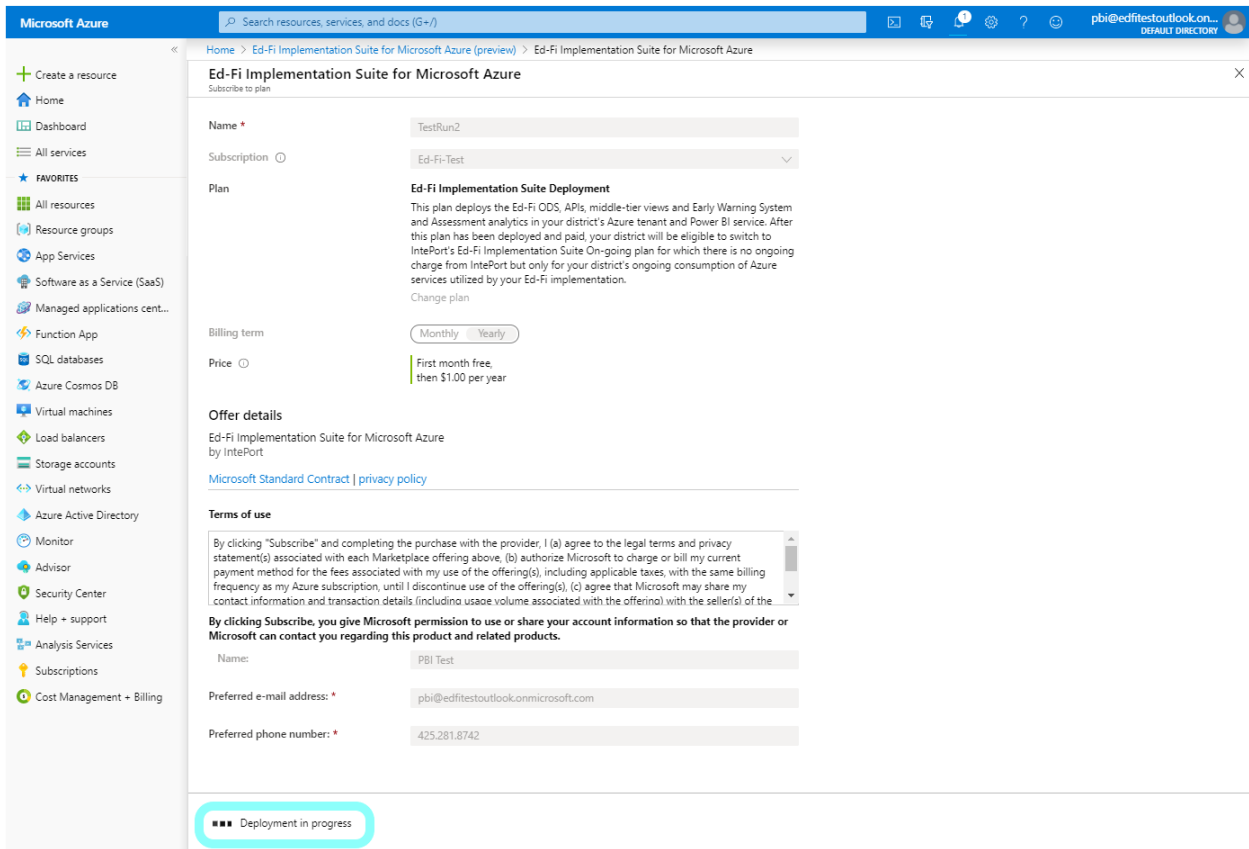 Microsoft Azure
Search resources, services, and docs (G+/)
1
pbi@edfitestoutlook.on...
DEFAULT DIRECTORY
Home > Ed-Fi Implementation Suite for Microsoft Azure (preview) > Ed-Fi Implementation Suite for Microsoft Azure
Ed-Fi Implementation Suite for Microsoft Azure
Subscribe to plan
Create a resource
Home
Dashboard
All services
FAVORITES
All resources
Resource groups
App Services
Software as a Service (SaaS)
Managed applications cent...
Function App
SQL databases
Azure Cosmos DB
Virtual machines
Load balancers
Storage accounts
Virtual networks
Azure Active Directory
Monitor
Advisor
Security Center
Help + support
Analysis Services
Subscriptions
Cost Management + Billing
Name *
TestRun2
Subscription
Ed-Fi-Test
Plan
Ed-Fi Implementation Suite Deployment
This plan deploys the Ed-Fi ODS, APIs, middle-tier views and Early Warning System
and Assessment analytics in your district's Azure tenant and Power BI service. After
this plan has been deployed and paid, your district will be eligible to switch to
IntePort's Ed-Fi Implementation Suite On-going plan for which there is no ongoing
charge from IntePort but only for your district's ongoing consumption of Azure
services utilized by your Ed-Fi implementation.
Change plan
Billing term
Monthly Yearly
Price
First month free,
then $1.00 per year
Offer details
Ed-Fi Implementation Suite for Microsoft Azure
by IntePort
Microsoft Standard Contract | privacy policy
Terms of use
By clicking "Subscribe" and completing the purchase with the provider, I (a) agree to the legal terms and privacy
statement(s) associated with each Marketplace offering above, (b) authorize Microsoft to charge or bill my current
payment method for the fees associated with my use of the offering(s), including applicable taxes, with the same billing
frequency as my Azure subscription, until I discontinue use of the offering(s), (c) agree that Microsoft may share my
contact information and transaction details (including usage volume associated with the offering) with the seller(s) of the
By clicking Subscribe, you give Microsoft permission to use or share your account information so that the provider or
Microsoft can contact you regarding this product and related products.
Name:
PBI Test
Preferred e-mail address: *
pbi@edfitestoutlook.onmicrosoft.com
Preferred phone number: *
425.281.8742
Deployment in progress